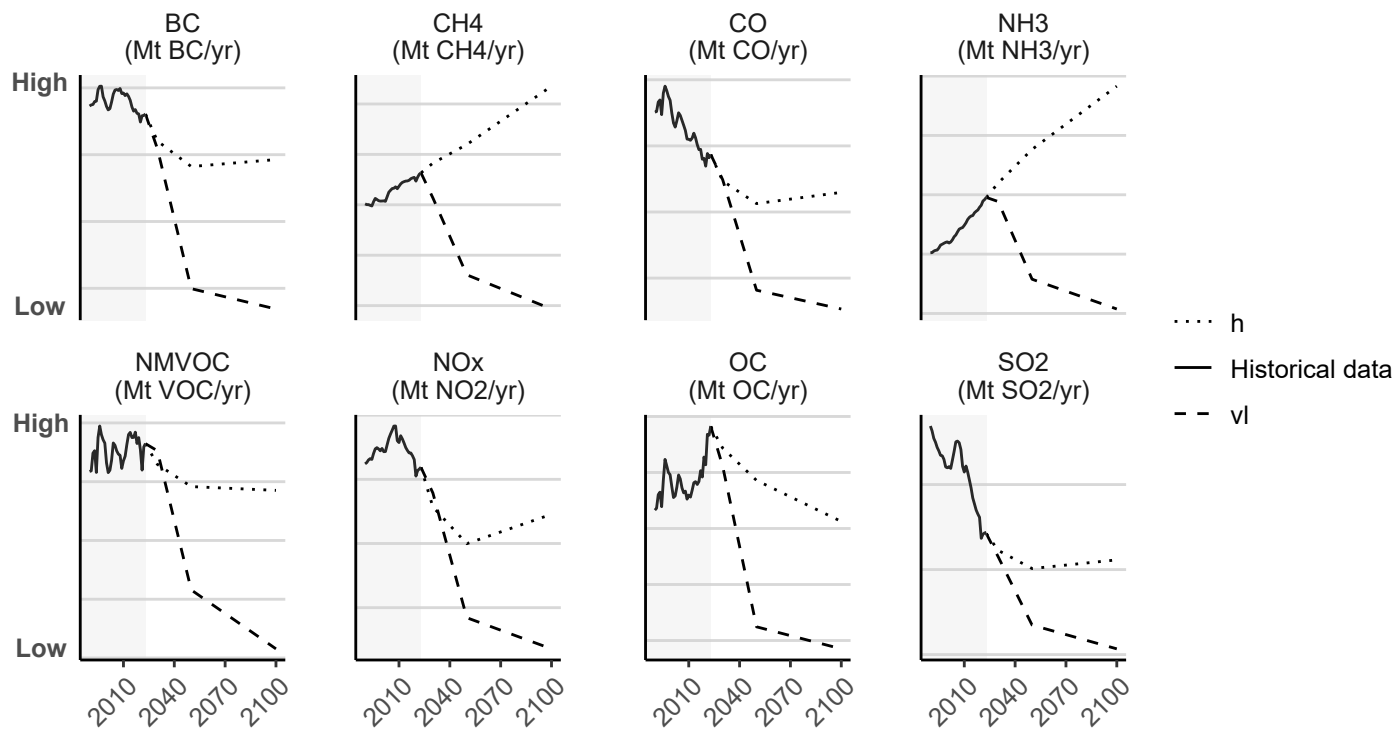 BC
(Mt BC/yr)
CH4
(Mt CH4/yr)
CO
(Mt CO/yr)
NH3
(Mt NH3/yr)
High
Low
NMVOC
(Mt VOC/yr)
NOx
(Mt NO2/yr)
OC
(Mt OC/yr)
SO2
(Mt SO2/yr)
High
Low
2010 2040 2070 2100
2010 2040 2070 2100
2010 2040 2070 2100
2010 2040 2070 2100
h
Historical data
vl